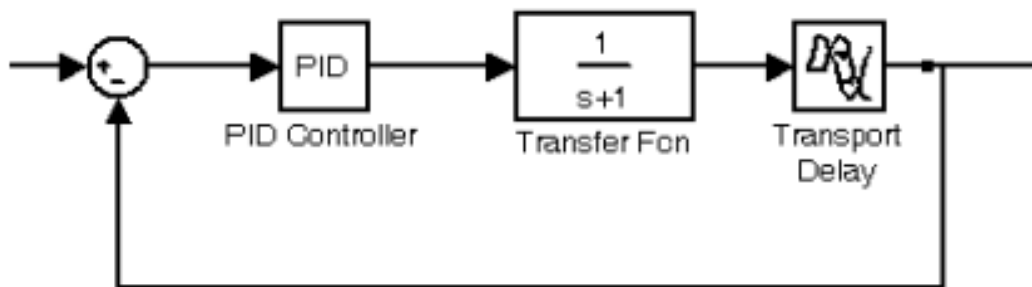 +
-
PID
PID Controller
1
s+1
Transfer Fcn
Transport
Delay